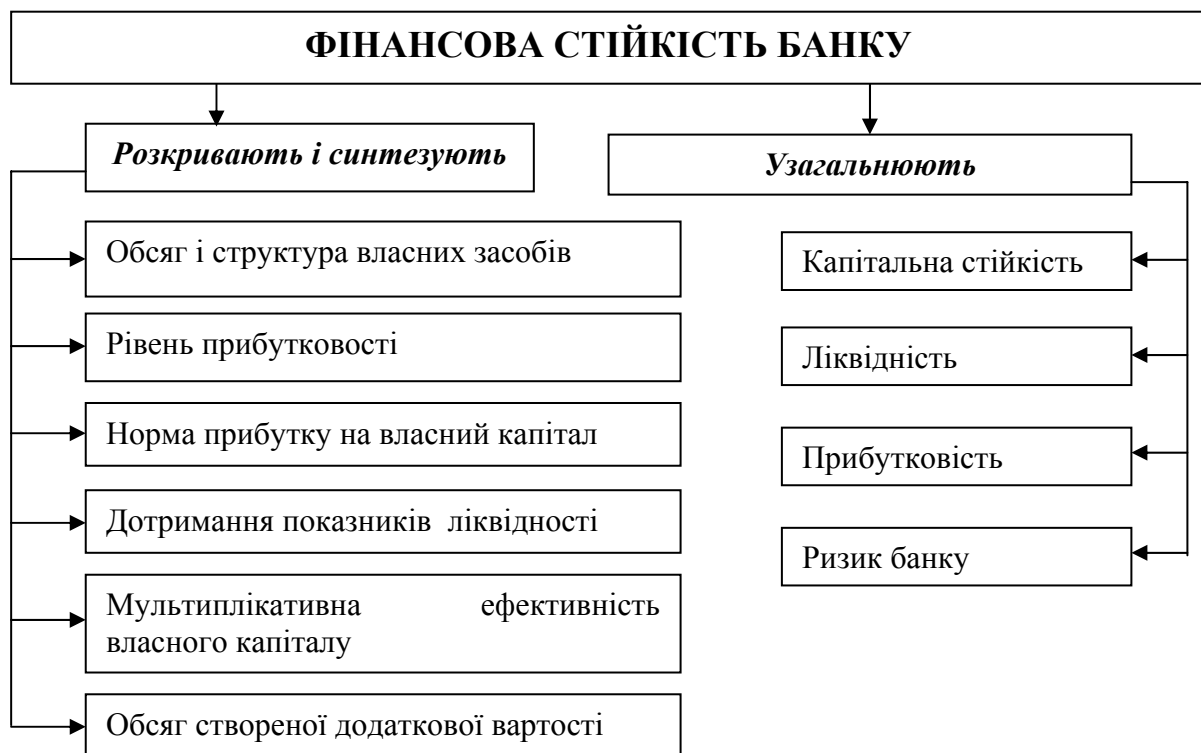 ФІНАНСОВА СТІЙКІСТЬ БАНКУ
Розкривають і синтезують
Обсяг і структура власних засобів
Рівень прибутковості
Норма прибутку на власний капітал
Дотримання показників ліквідності
Мультиплікативна ефективність
власного капіталу
Обсяг створеної додаткової вартості
Узагальнюють
Капітальна стійкість
Ліквідність
Прибутковість
Ризик банку